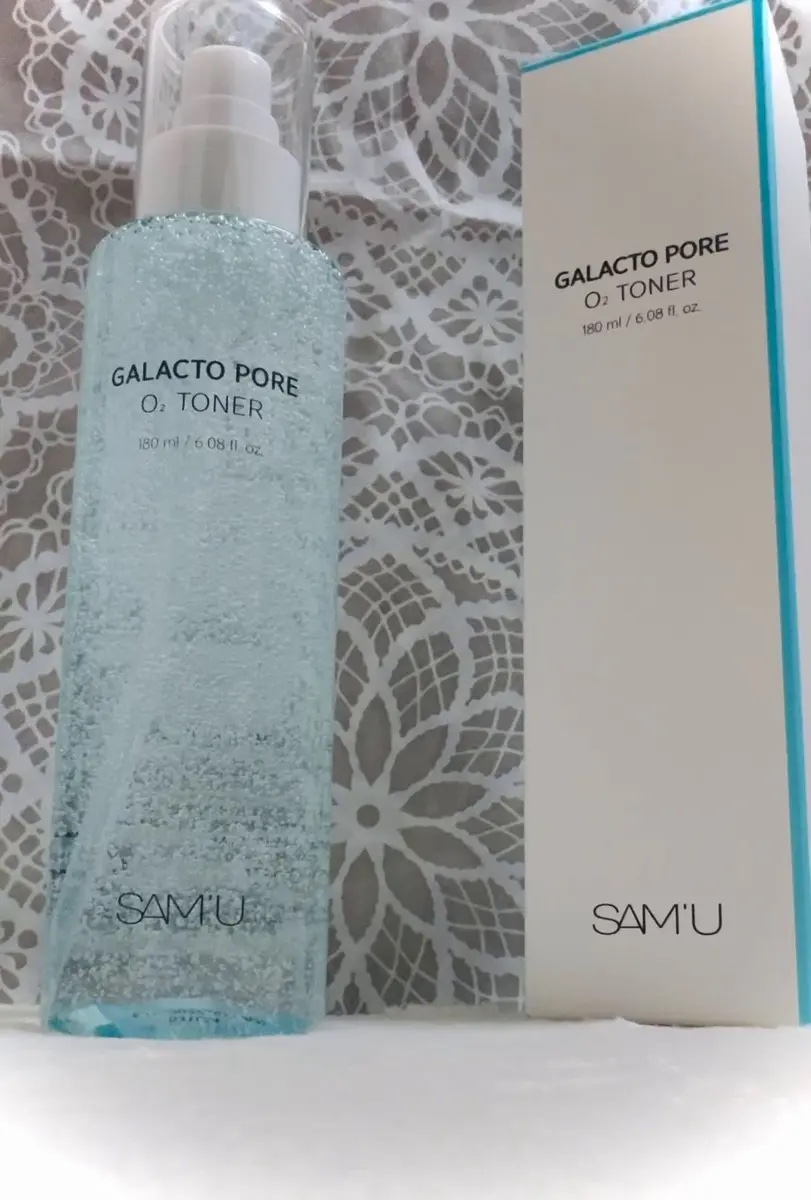 GALACTO PORE
O₂ TONER
180 ml / 6.08 fl. oz.
SAM'U
GALACTO PORE
O₂ TONER
180 ml / 6.08 fl. oz.
SAM'U